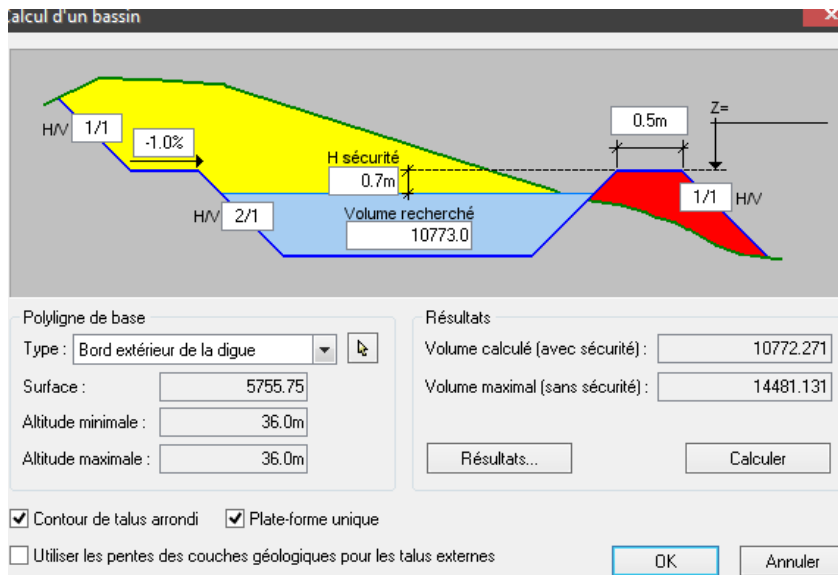 Calcul d'un bassin
H/V 1/1
-1.0%
H sécurité
0.7m
0.5m
Z=
H/V 2/1
Volume recherché
10773.0
1/1 H/V
Polyligne de base
Type : Bord extérieur de la digue
Surface : 5755.75
Altitude minimale : 36.0m
Altitude maximale : 36.0m
Résultats
Volume calculé (avec sécurité) : 10772.271
Volume maximal (sans sécurité) : 14481.131
Résultats...
Calculer
Contour de talus arrondi
Plate-forme unique
Utiliser les pentes des couches géologiques pour les talus externes
OK
Annuler